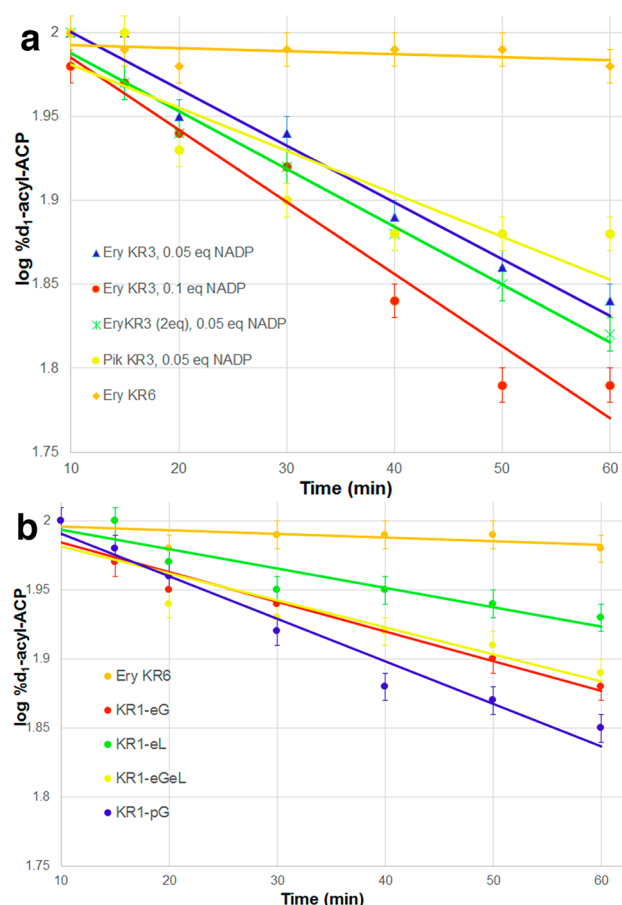 a
2
1.95
1.9
1.85
1.8
1.75
log %d₁-acyl-ACP
Ery KR3, 0.05 eq NADP
Ery KR3, 0.1 eq NADP
EryKR3 (2eq), 0.05 eq NADP
Pik KR3, 0.05 eq NADP
Ery KR6
10 20 30 40 50 60
Time (min)
b
2
1.95
1.9
1.85
1.8
1.75
log %d₁-acyl-ACP
Ery KR6
KR1-eG
KR1-eL
KR1-eGeL
KR1-pG
10 20 30 40 50 60
Time (min)